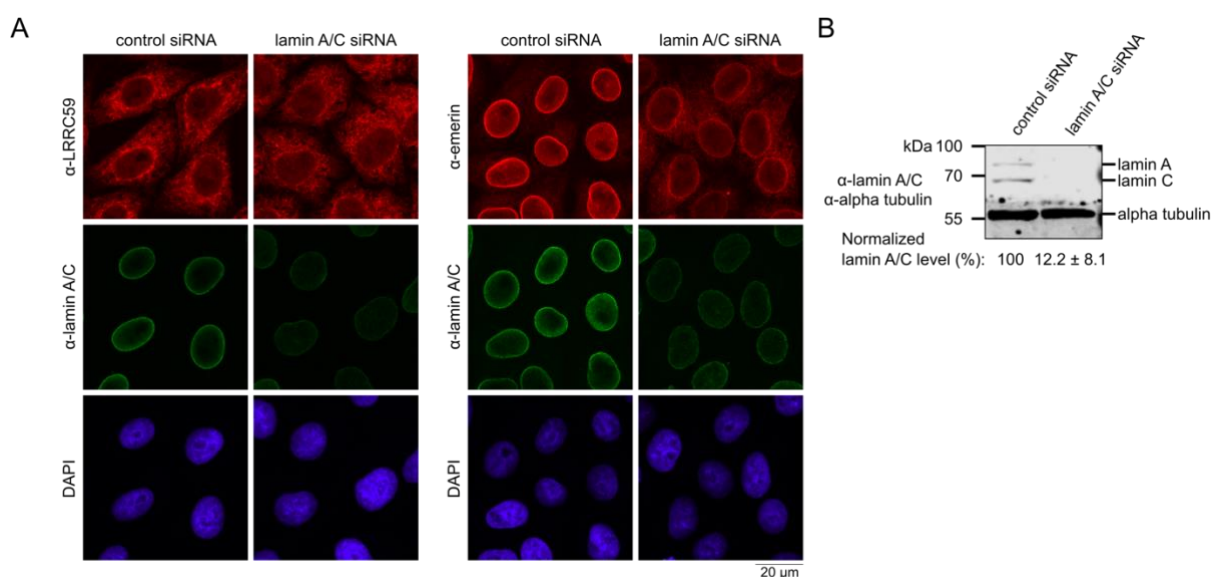 A
control siRNA
lamin A/C siRNA
control siRNA
lamin A/C siRNA
α-LRRC59
α-emerin
α-lamin A/C
α-lamin A/C
DAPI
DAPI
20 µm
B
control siRNA
lamin A/C siRNA
kDa 100
70
55
α-lamin A/C
α-alpha tubulin
lamin A
lamin C
alpha tubulin
Normalized
lamin A/C level (%): 100 12.2 ± 8.1